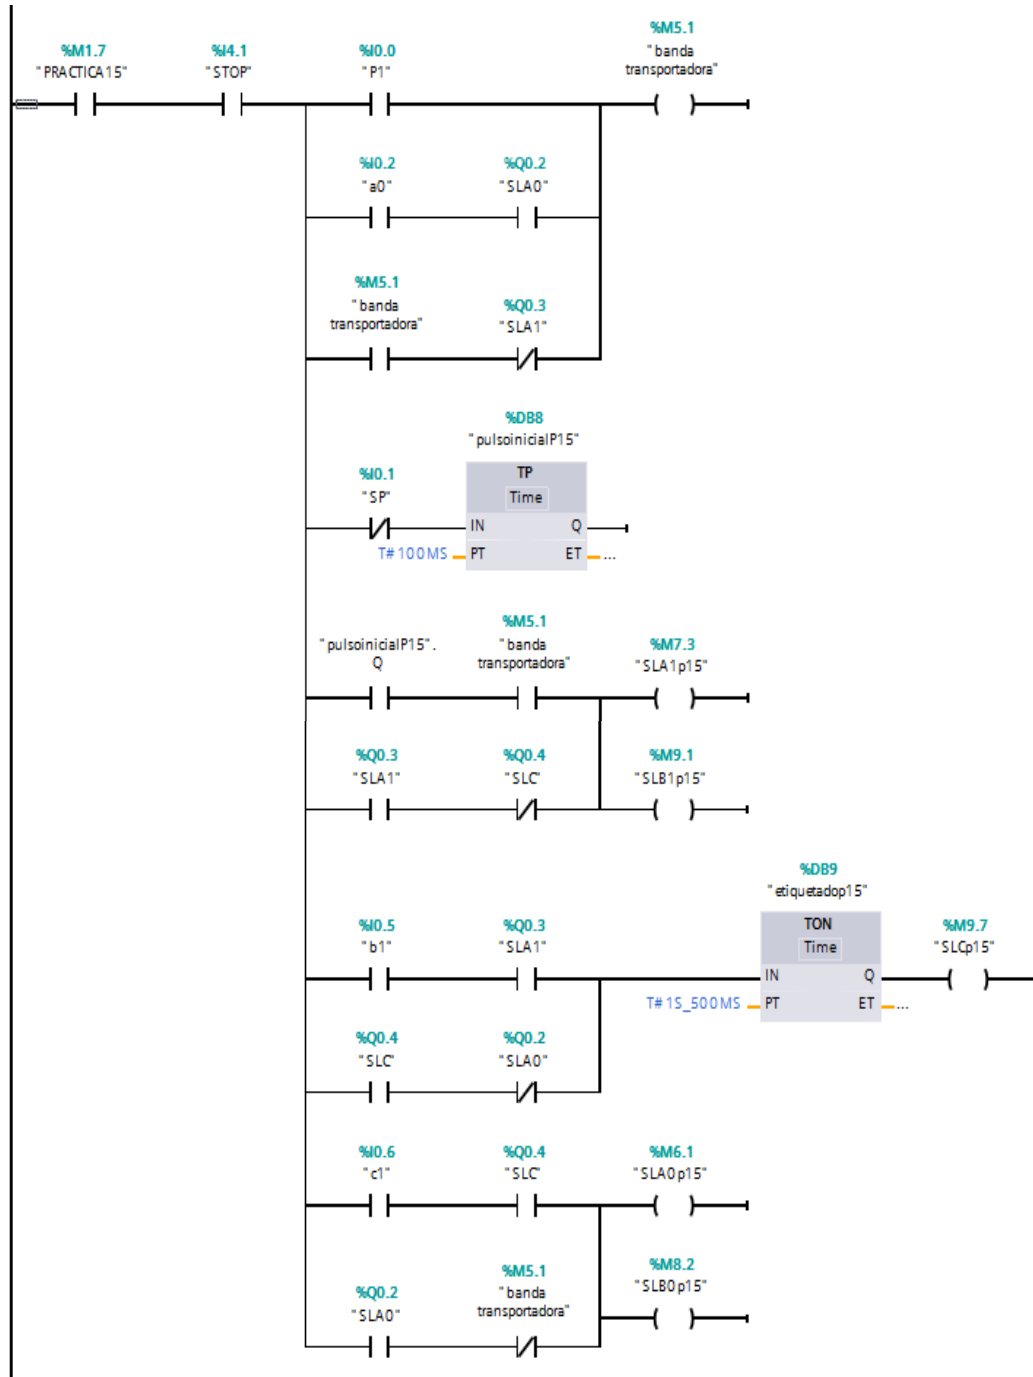 %M1.7
"PRACTICA15"
%I4.1
"STOP"
%I0.0
"P1"
%M5.1
"banda
transportadora"
%I0.2
"a0"
%Q0.2
"SLA0"
%M5.1
"banda
transportadora"
%Q0.3
"SLA1"
%DB8
"pulsoinicialP15"
%I0.1
"SP"
TP
Time
IN
Q
T#100MS
PT
ET
...
"pulsoinicialP15".
Q
%M5.1
"banda
transportadora"
%M7.3
"SLA1p15"
%Q0.3
"SLA1"
%Q0.4
"SLC"
%M9.1
"SLB1p15"
%DB9
"etiquetadop15"
%I0.5
"b1"
%Q0.3
"SLA1"
TON
Time
%M9.7
"SLCp15"
IN
Q
T#1S_500MS
PT
ET
...
%Q0.4
"SLC"
%Q0.2
"SLA0"
%I0.6
"c1"
%Q0.4
"SLC"
%M6.1
"SLA0p15"
%Q0.2
"SLA0"
%M5.1
"banda
transportadora"
%M8.2
"SLB0p15"